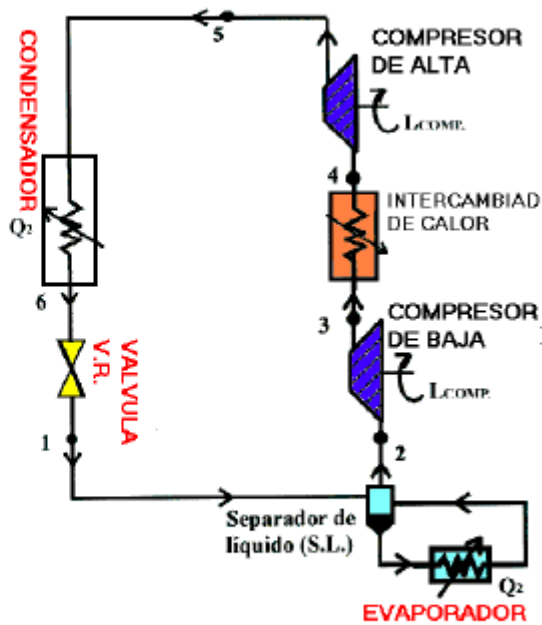 5
COMPRESOR
DE ALTA
LCOMP.
CONDENSADOR
Q2
4
INTERCAMBIAD
DE CALOR
6
3
COMPRESOR
DE BAJA
VALVULA
V.R.
LCOMP.
1
2
Separador de
líquido (S.L.)
Q2
EVAPORADOR